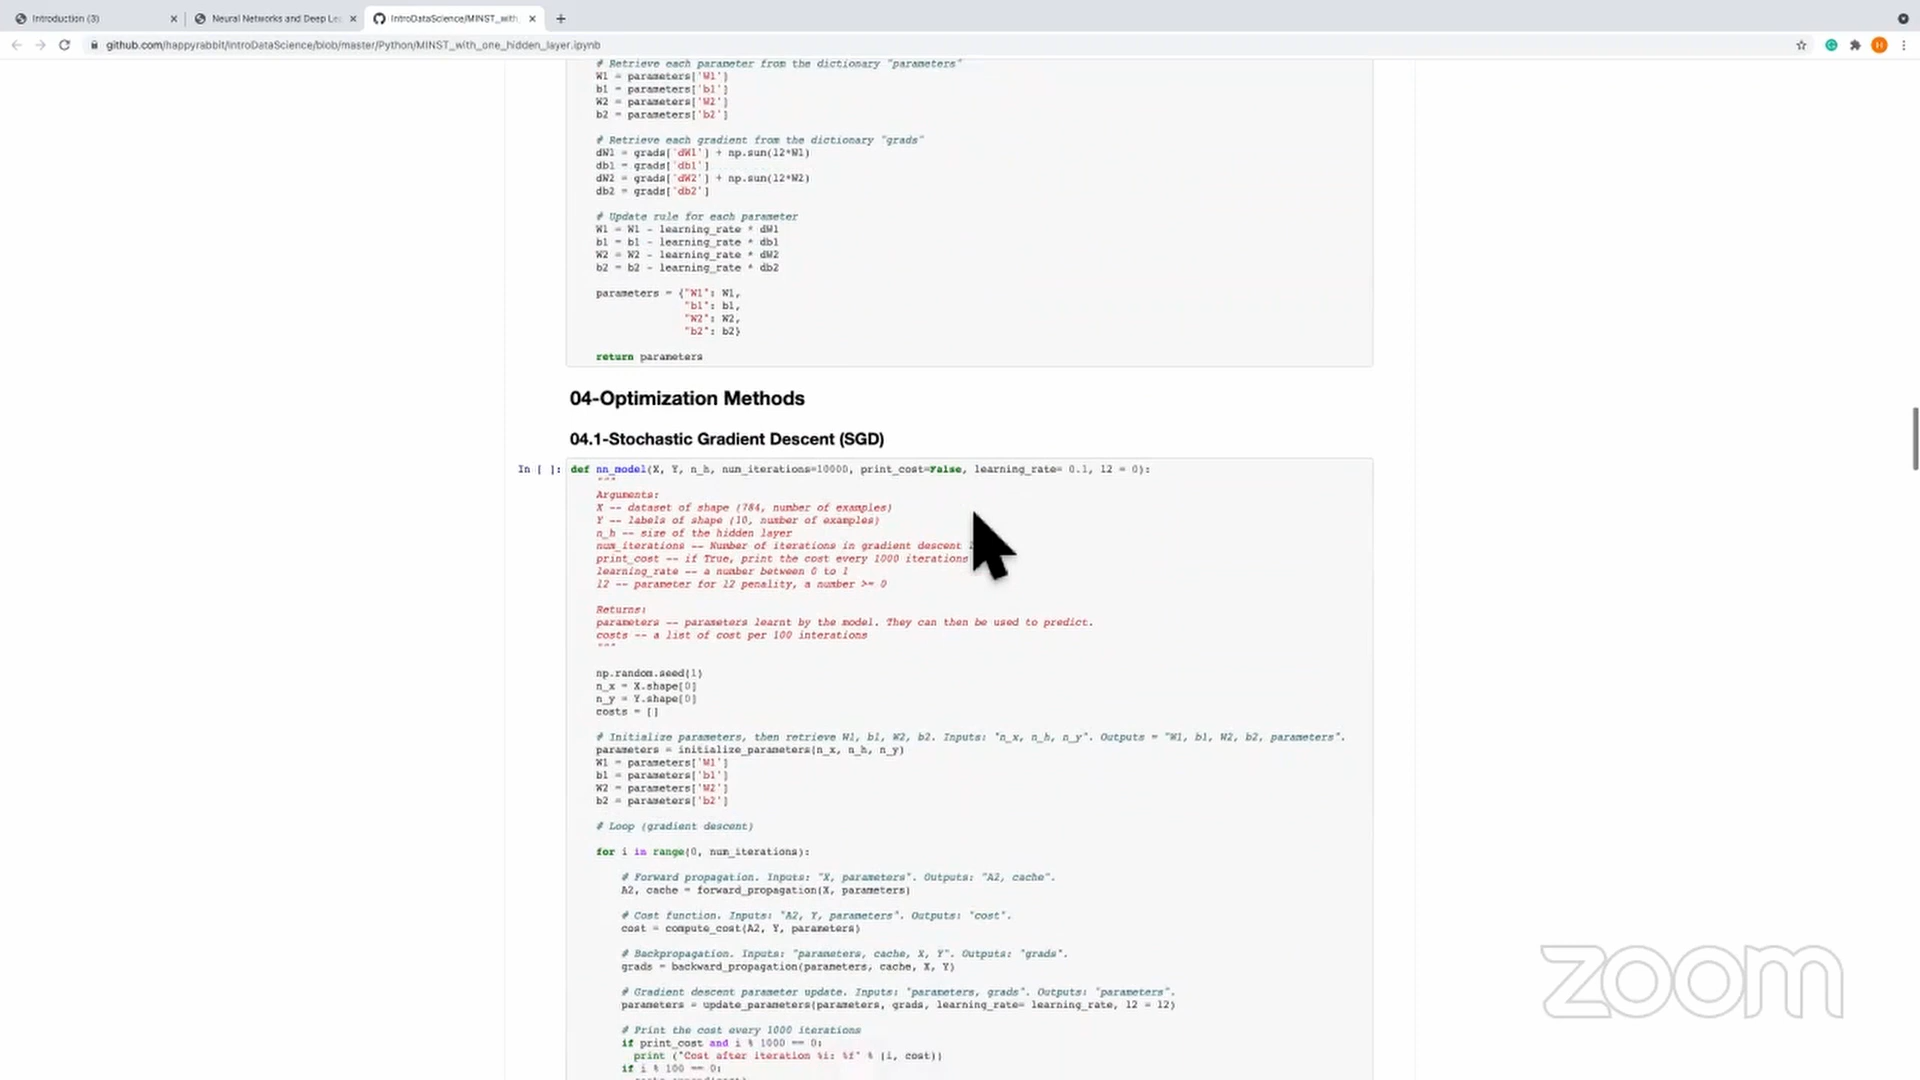 Introduction (3)
Neural Networks and Deep Le
IntroDataScience/MINST_with_
github.com/happyrabbit/IntroDataScience/blob/master/Python/MINST_with_one_hidden_layer.ipynb
H
# Retrieve each parameter from the dictionary "parameters"
W1 = parameters['W1']
b1 = parameters['b1']
W2 = parameters['W2']
b2 = parameters['b2']
# Retrieve each gradient from the dictionary "grads"
dW1 = grads['dW1'] + np.sum(l2*W1)
db1 = grads['db1']
dW2 = grads['dW2'] + np.sum(l2*W2)
db2 = grads['db2']
# Update rule for each parameter
W1 = W1 - learning_rate * dW1
b1 = b1 - learning_rate * db1
W2 = W2 - learning_rate * dW2
b2 = b2 - learning_rate * db2
parameters = {"W1": W1,
"b1": b1,
"W2": W2,
"b2": b2}
return parameters
04-Optimization Methods
04.1-Stochastic Gradient Descent (SGD)
In [ ]: def nn_model(X, Y, n_h, num_iterations=10000, print_cost=False, learning_rate= 0.1, l2 = 0):
"""
Arguments:
X -- dataset of shape (784, number of examples)
Y -- labels of shape (10, number of examples)
n_h -- size of the hidden layer
num_iterations -- Number of iterations in gradient descent
print_cost -- if True, print the cost every 1000 iterations
learning_rate -- a number between 0 to 1
l2 -- parameter for l2 penality, a number >= 0
Returns:
parameters -- parameters learnt by the model. They can then be used to predict.
costs -- a list of cost per 100 interations
"""
np.random.seed(1)
n_x = X.shape[0]
n_y = Y.shape[0]
costs = []
# Initialize parameters, then retrieve W1, b1, W2, b2. Inputs: "n_x, n_h, n_y". Outputs = "W1, b1, W2, b2, parameters".
parameters = initialize_parameters(n_x, n_h, n_y)
W1 = parameters['W1']
b1 = parameters['b1']
W2 = parameters['W2']
b2 = parameters['b2']
# Loop (gradient descent)
for i in range(0, num_iterations):
# Forward propagation. Inputs: "X, parameters". Outputs: "A2, cache".
A2, cache = forward_propagation(X, parameters)
# Cost function. Inputs: "A2, Y, parameters". Outputs: "cost".
cost = compute_cost(A2, Y, parameters)
# Backpropagation. Inputs: "parameters, cache, X, Y". Outputs: "grads".
grads = backward_propagation(parameters, cache, X, Y)
# Gradient descent parameter update. Inputs: "parameters, grads". Outputs: "parameters".
parameters = update_parameters(parameters, grads, learning_rate= learning_rate, l2 = l2)
# Print the cost every 1000 iterations
if print_cost and i % 1000 == 0:
print ("Cost after iteration %i: %f" % (i, cost))
if i % 100 == 0:
zoom